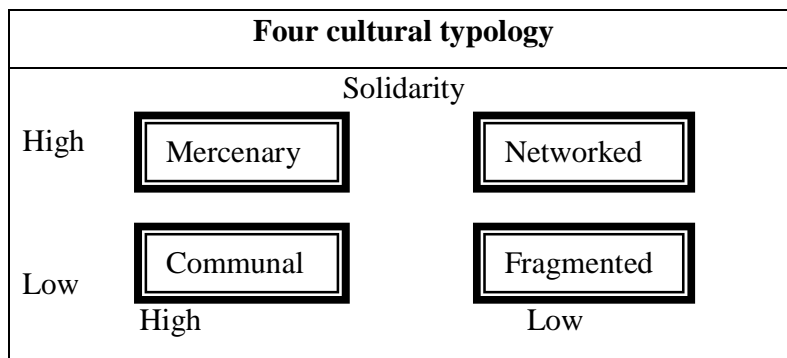 Four cultural typology
Solidarity
High
Mercenary Networked
Communal Fragmented
Low
High Low